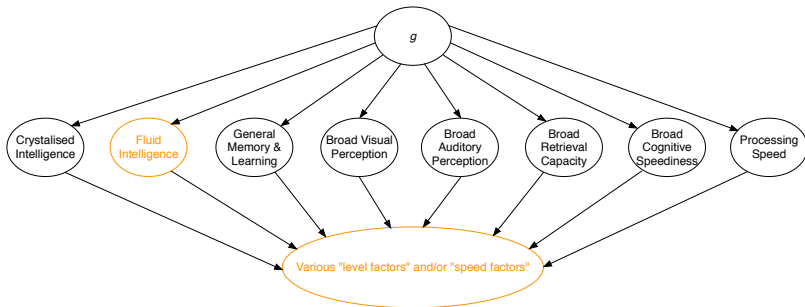 g
Crystalised
Intelligence
Fluid
Intelligence
General
Memory &
Learning
Broad Visual
Perception
Broad
Auditory
Perception
Broad
Retrieval
Capacity
Broad
Cognitive
Speediness
Processing
Speed
Various "level factors" and/or "speed factors"